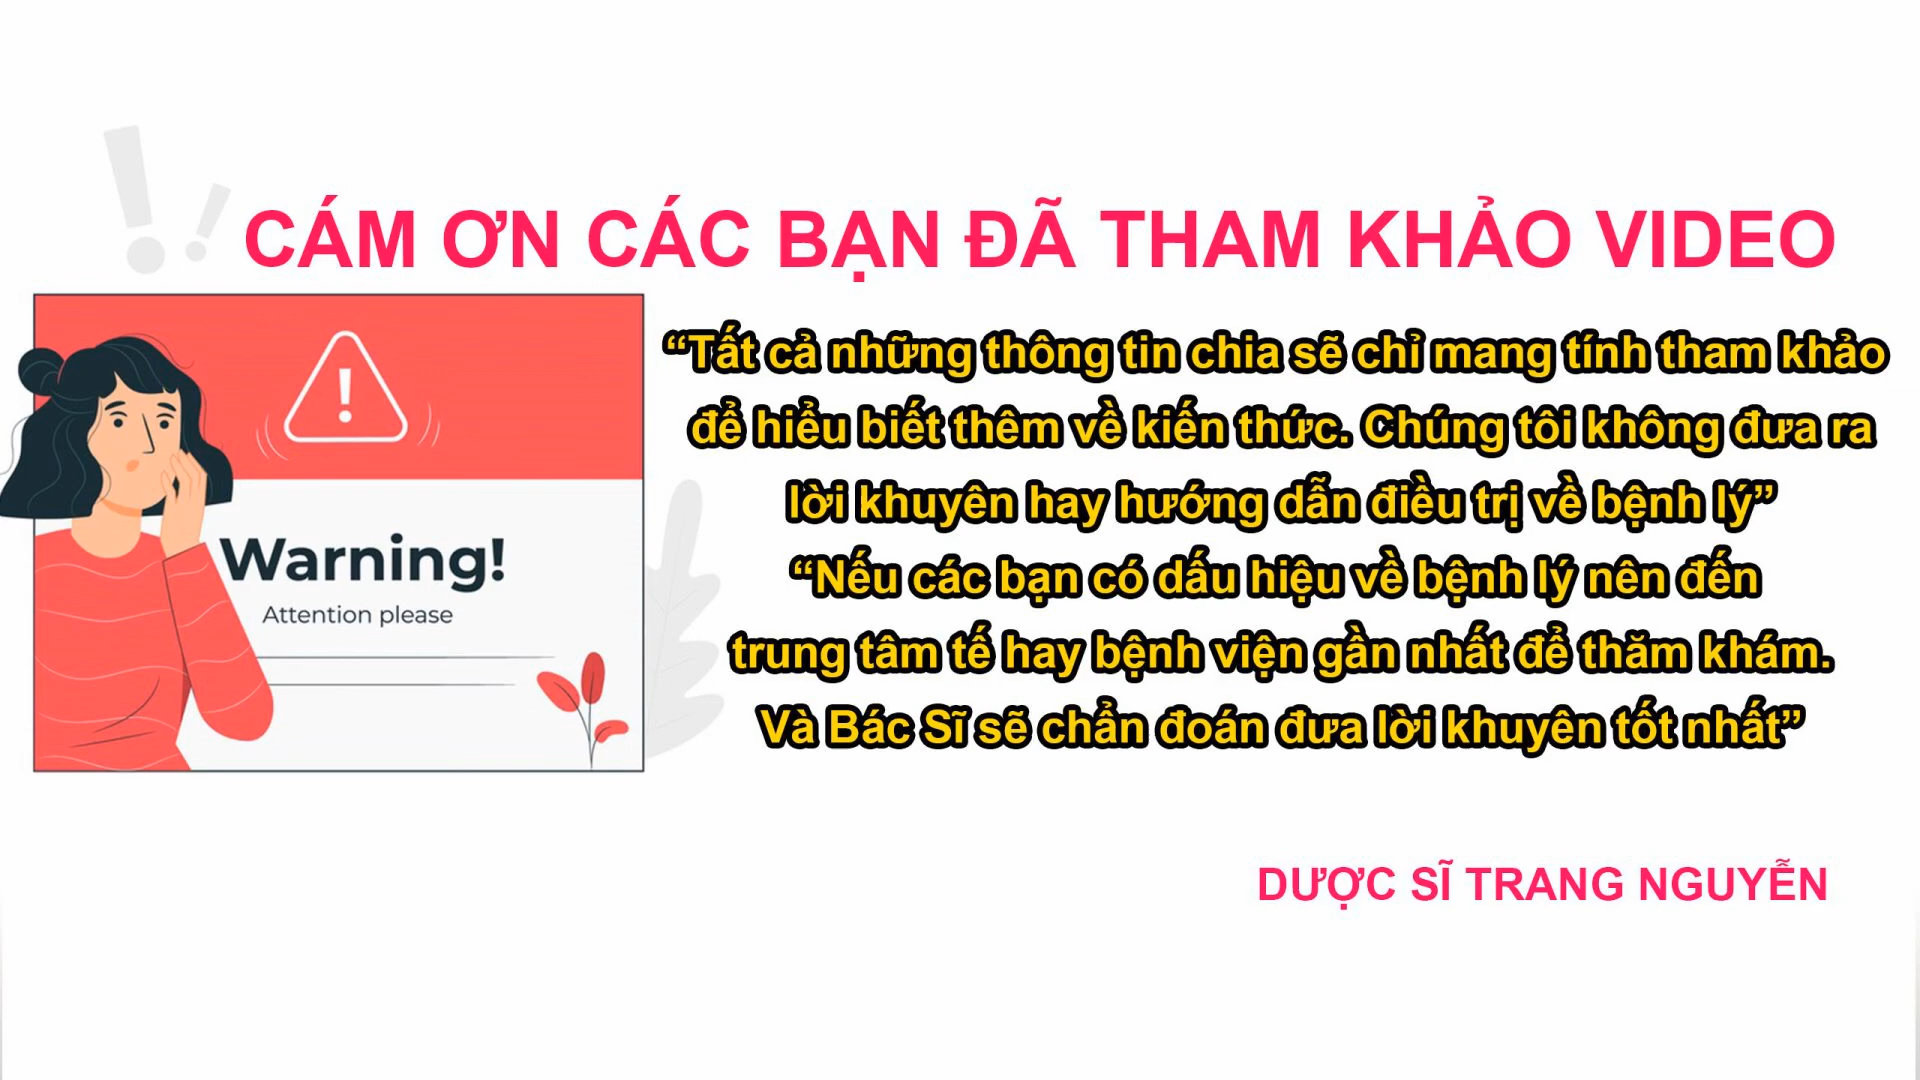 CÁM ƠN CÁC BẠN ĐÃ THAM KHẢO VIDEO
“Tất cả những thông tin chia sẽ chỉ mang tính tham khảo
để hiểu biết thêm về kiến thức. Chúng tôi không đưa ra
lời khuyên hay hướng dẫn điều trị về bệnh lý”
“Nếu các bạn có dấu hiệu về bệnh lý nên đến
trung tâm tế hay bệnh viện gần nhất để thăm khám.
Và Bác Sĩ sẽ chẩn đoán đưa lời khuyên tốt nhất”
Warning!
Attention please
DƯỢC SĨ TRANG NGUYỄN